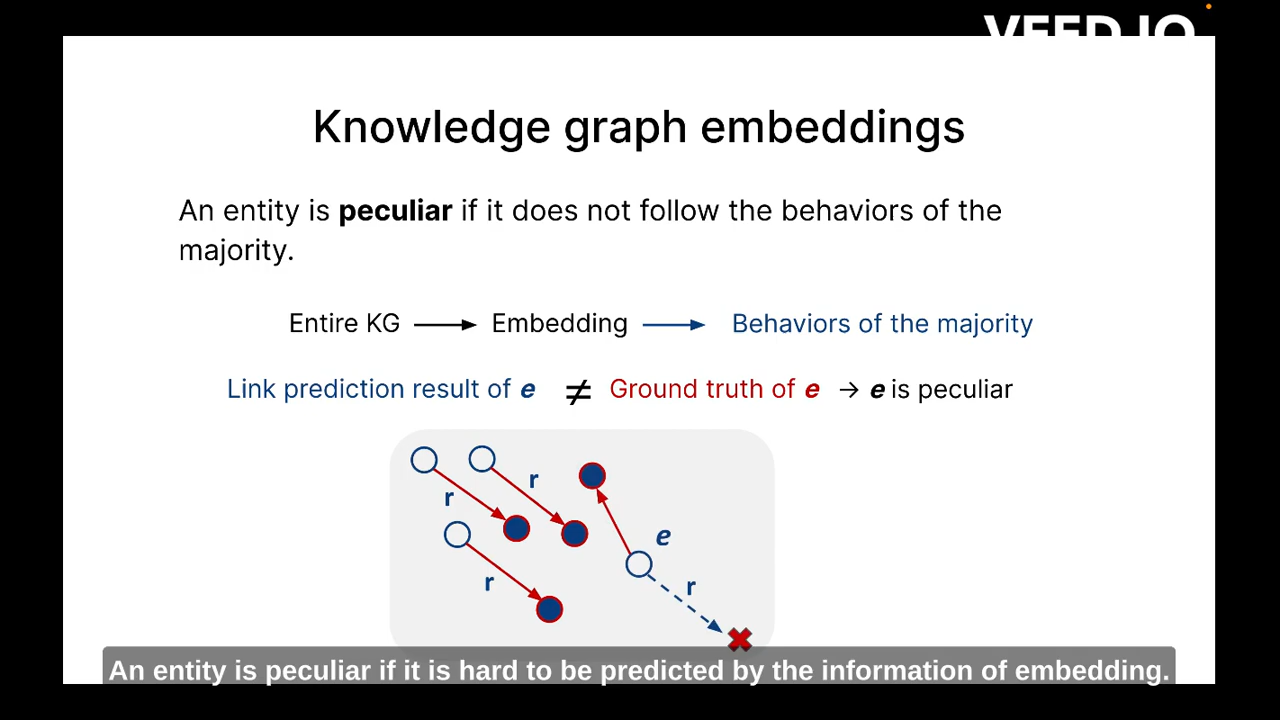 VEED.IO
Knowledge graph embeddings
An entity is peculiar if it does not follow the behaviors of the
majority.
Entire KG → Embedding → Behaviors of the majority
Link prediction result of e ≠ Ground truth of e → e is peculiar
r
r
e
r
r
An entity is peculiar if it is hard to be predicted by the information of embedding.